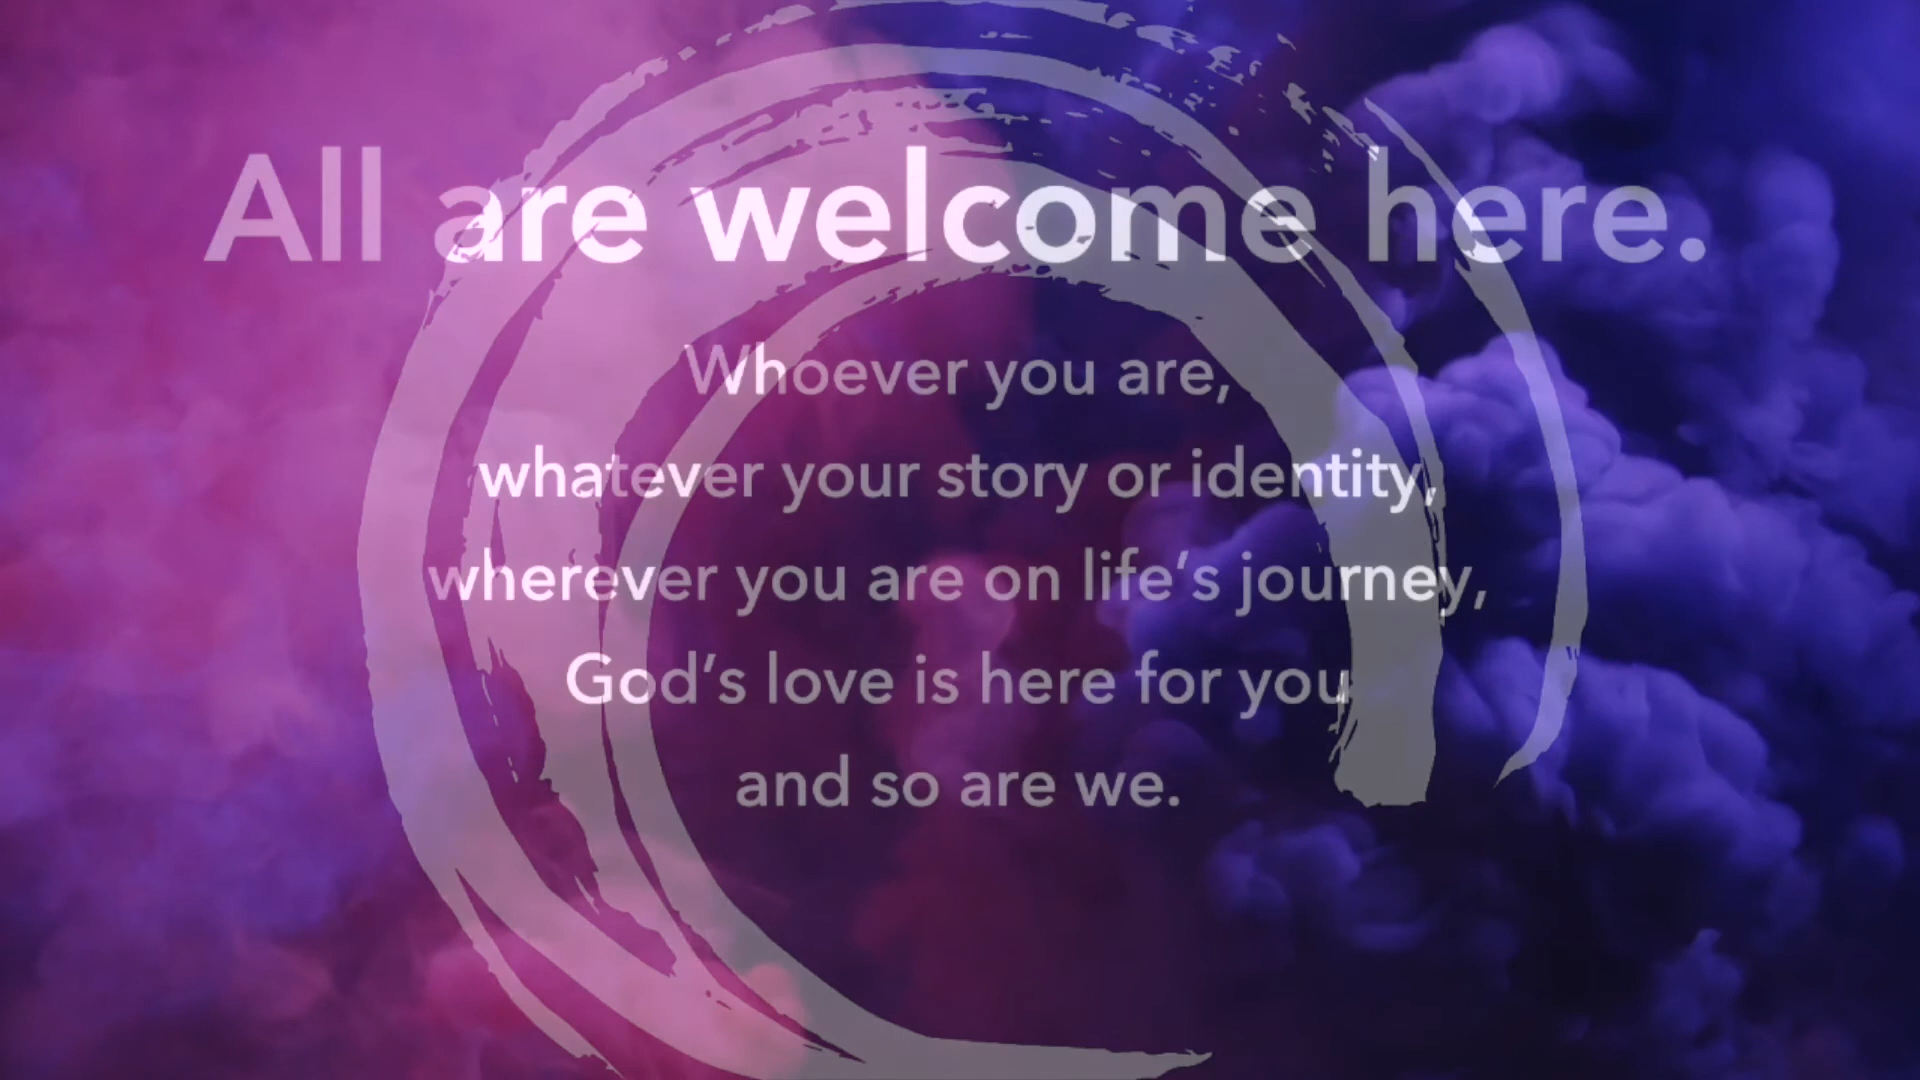 All are welcome here.
Whoever you are,
whatever your story or identity,
wherever you are on life’s journey,
God’s love is here for you
and so are we.